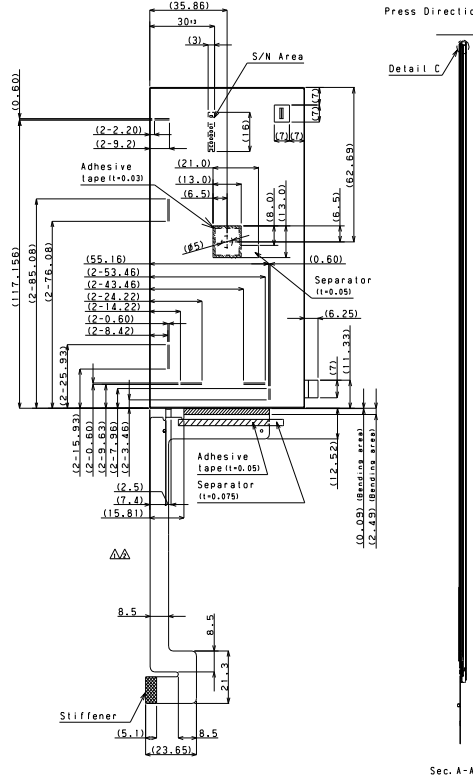 (35.86)
Press Directio
30±3
(3)
S/N Area
Detail C
(0.60)
(7)
(7)
(2-2.20)
(16)
(7)(7)
(2-9.2)
(21.0)
(62.69)
Adhesive
tape (t=0.03)
(13.0)
(6.5)
(8.0)
(13.0)
(6.5)
(117.156)
(2-85.08)
(2-76.08)
(Ø5)
(55.16)
(0.60)
(2-53.46)
Separator
(t=0.05)
(2-43.46)
(2-24.22)
(6.25)
(2-14.22)
(2-0.60)
(11.33)
(2-8.42)
(7)
(2-25.93)
(2-15.93)
(2-0.60)
(2-9.63)
(2-7.96)
(2-3.46)
(12.52)
(0.09) (Bending area)
(2.49) (Bending area)
Adhesive
tape (t=0.05)
Separator
(t=0.075)
(2.5)
(7.4)
(15.81)
8.5
8.5
21.3
Stiffener
(5.1)
8.5
(23.65)
Sec. A-A